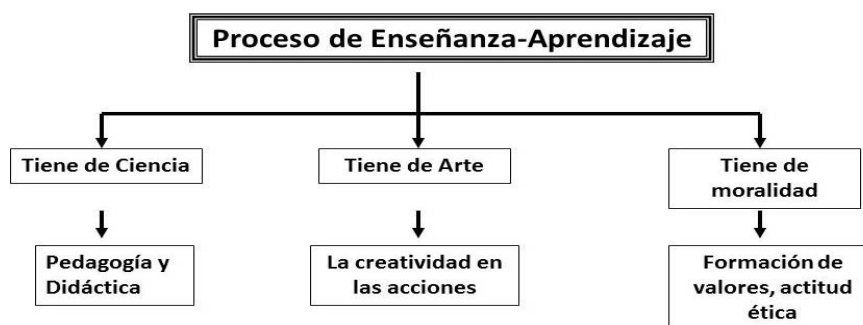 Proceso de Enseñanza-Aprendizaje
Tiene de Ciencia
Tiene de Arte
Tiene de
moralidad
Pedagogía y
Didáctica
La creatividad en
las acciones
Formación de
valores, actitud
ética